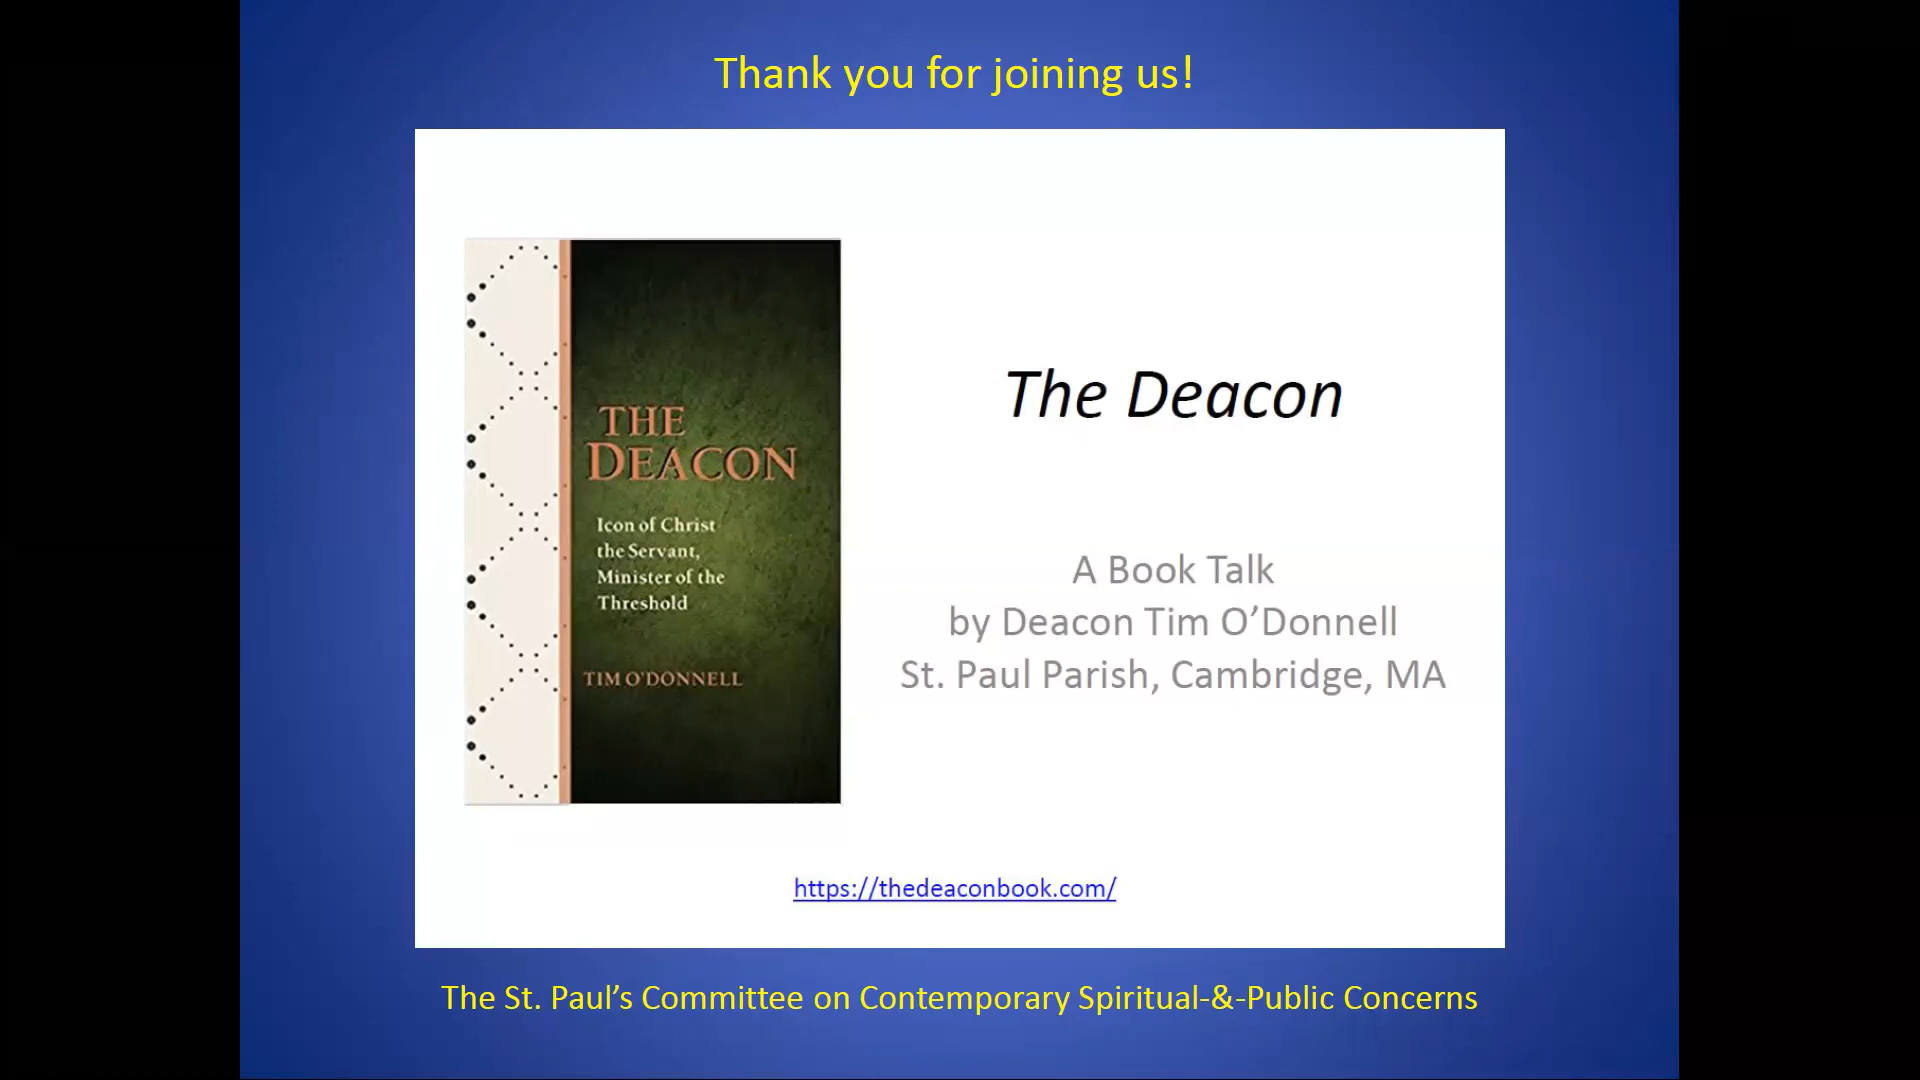 Thank you for joining us!
THE
DEACON
Icon of Christ
the Servant,
Minister of the
Threshold
TIM O'DONNELL
The Deacon
A Book Talk
by Deacon Tim O’Donnell
St. Paul Parish, Cambridge, MA
https://thedeaconbook.com/
The St. Paul’s Committee on Contemporary Spiritual-&-Public Concerns